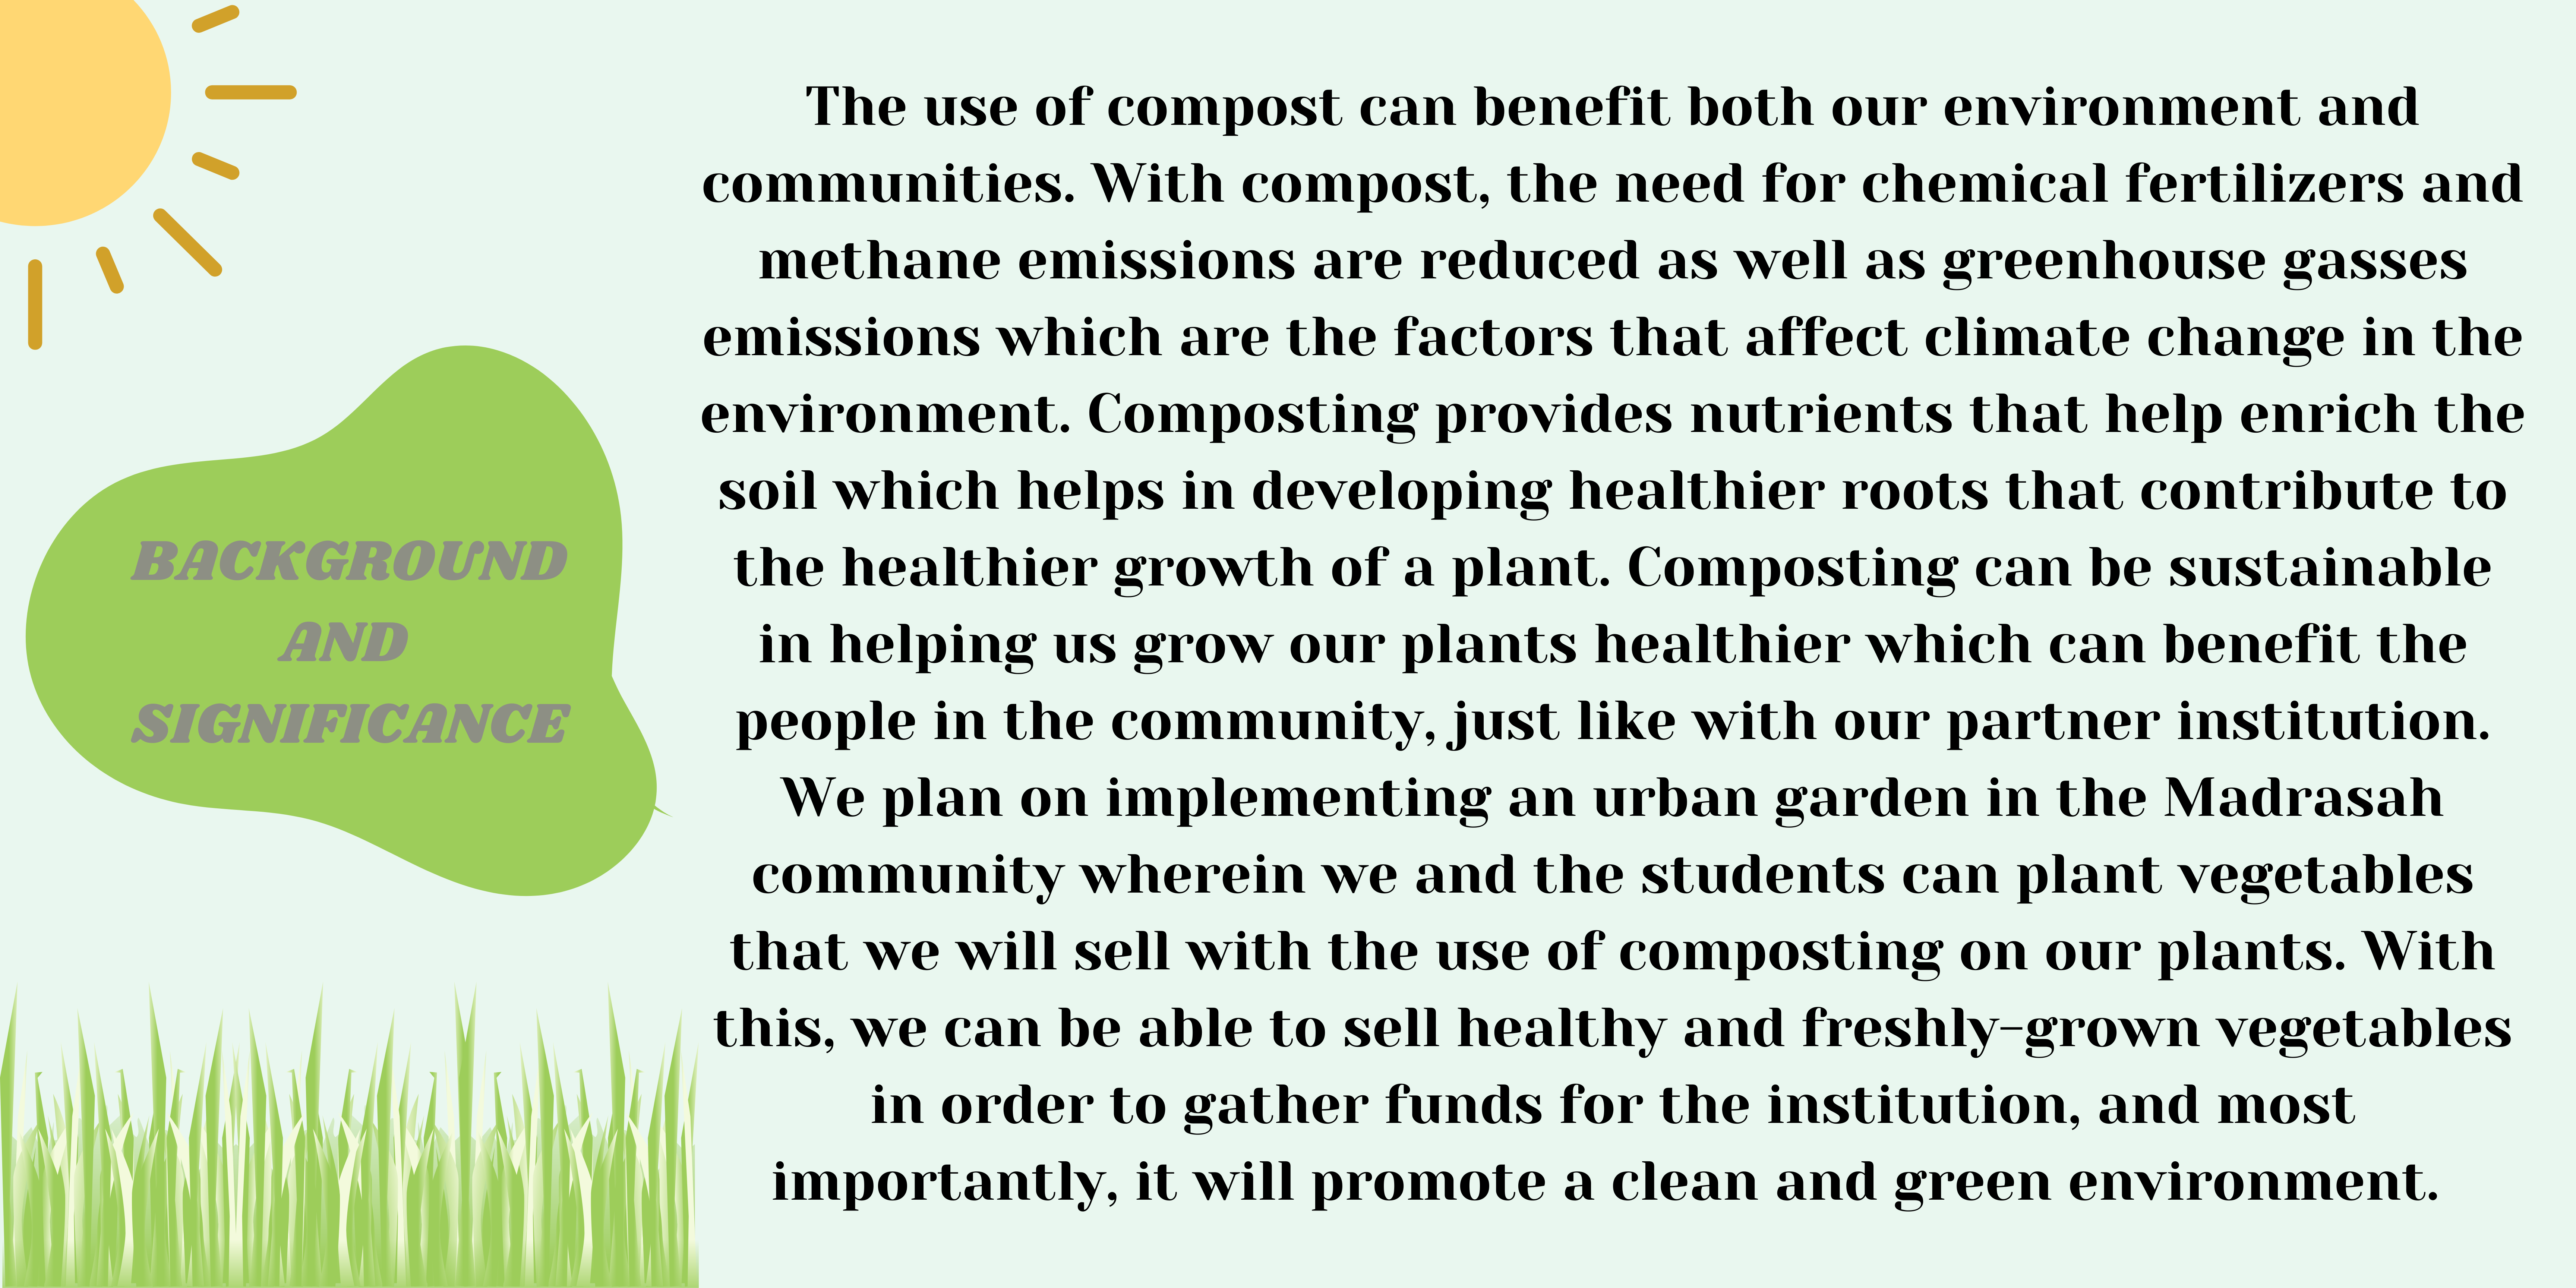 BACKGROUND
AND
SIGNIFICANCE
The use of compost can benefit both our environment and
communities. With compost, the need for chemical fertilizers and
methane emissions are reduced as well as greenhouse gasses
emissions which are the factors that affect climate change in the
environment. Composting provides nutrients that help enrich the
soil which helps in developing healthier roots that contribute to
the healthier growth of a plant. Composting can be sustainable
in helping us grow our plants healthier which can benefit the
people in the community, just like with our partner institution.
We plan on implementing an urban garden in the Madrasah
community wherein we and the students can plant vegetables
that we will sell with the use of composting on our plants. With
this, we can be able to sell healthy and freshly-grown vegetables
in order to gather funds for the institution, and most
importantly, it will promote a clean and green environment.